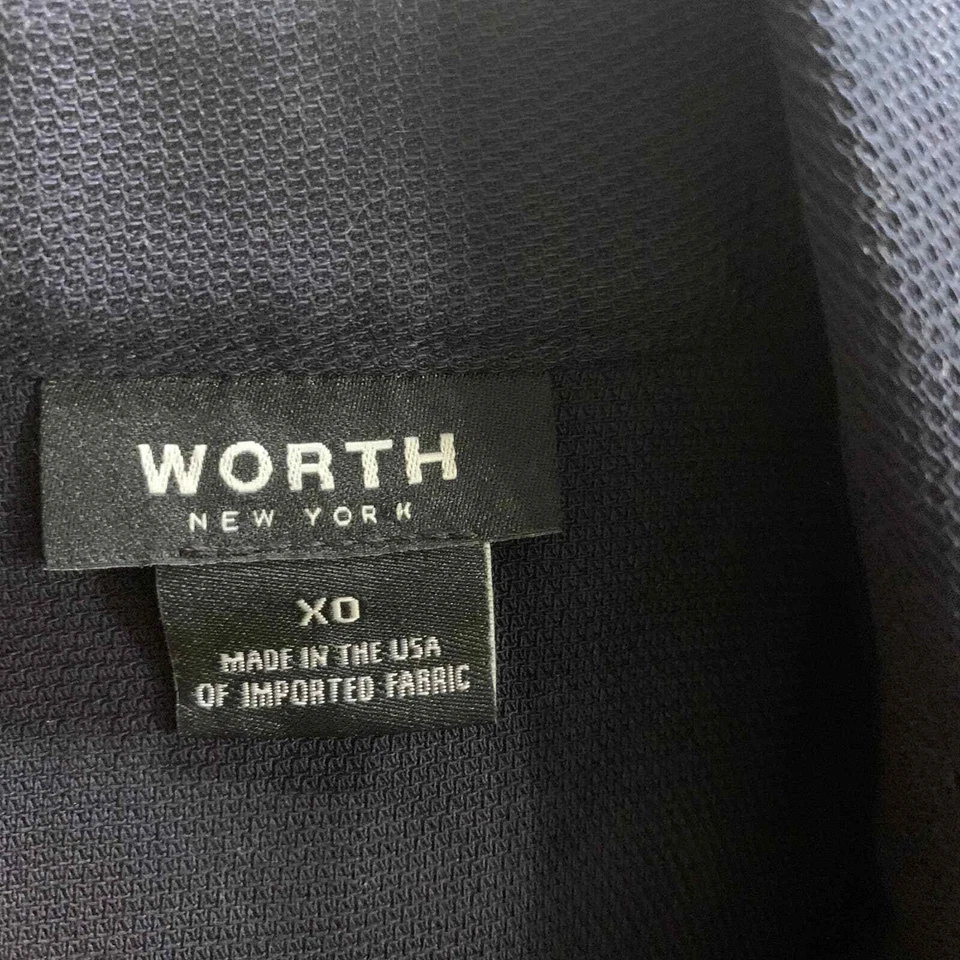 WORTH
NEW YORK
XO
MADE IN THE USA
OF IMPORTED FABRIC